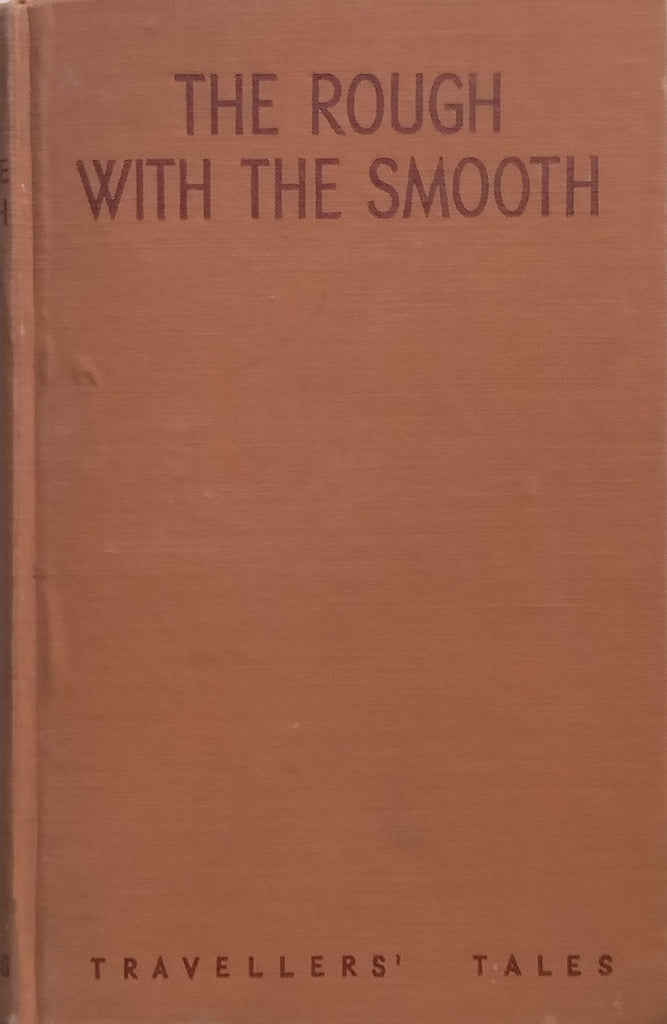 THE ROUGH
WITH THE SMOOTH
TRAVELLERS' TALES